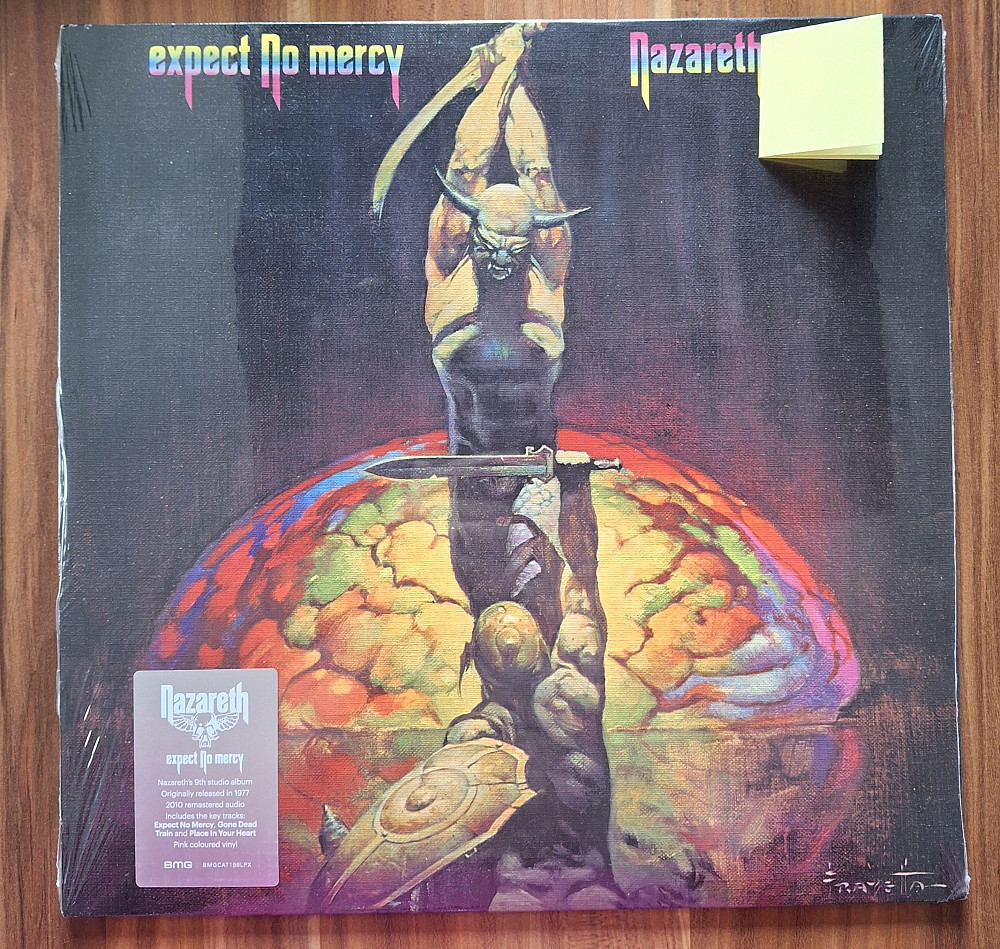 expect No mercy
Nazareth
Nazareth
expect No mercy
Nazareth's 9th studio album
Originally released in 1977
2010 remastered audio
Includes the key tracks:
Expect No Mercy, Gone Dead
Train and Place In Your Heart
Pink coloured vinyl
BMG BMGCAT198LPX
FRAZETTA